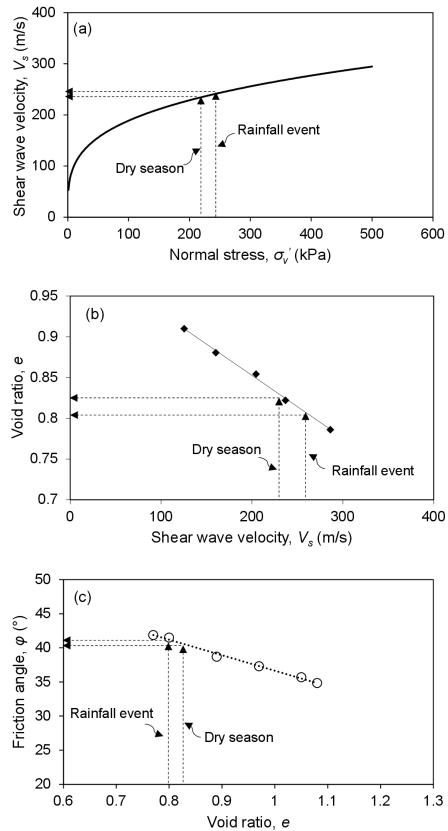 (a)
Shear wave velocity, Vs (m/s)
400
300
200
100
0
Rainfall event
Dry season
0 100 200 300 400 500 600
Normal stress, σv′ (kPa)
(b)
Void ratio, e
0.95
0.9
0.85
0.8
0.75
0.7
Dry season
Rainfall event
0 100 200 300 400
Shear wave velocity, Vs (m/s)
(c)
Friction angle, φ (°)
50
45
40
35
30
25
20
Rainfall event
Dry season
0.6 0.7 0.8 0.9 1 1.1 1.2 1.3
Void ratio, e